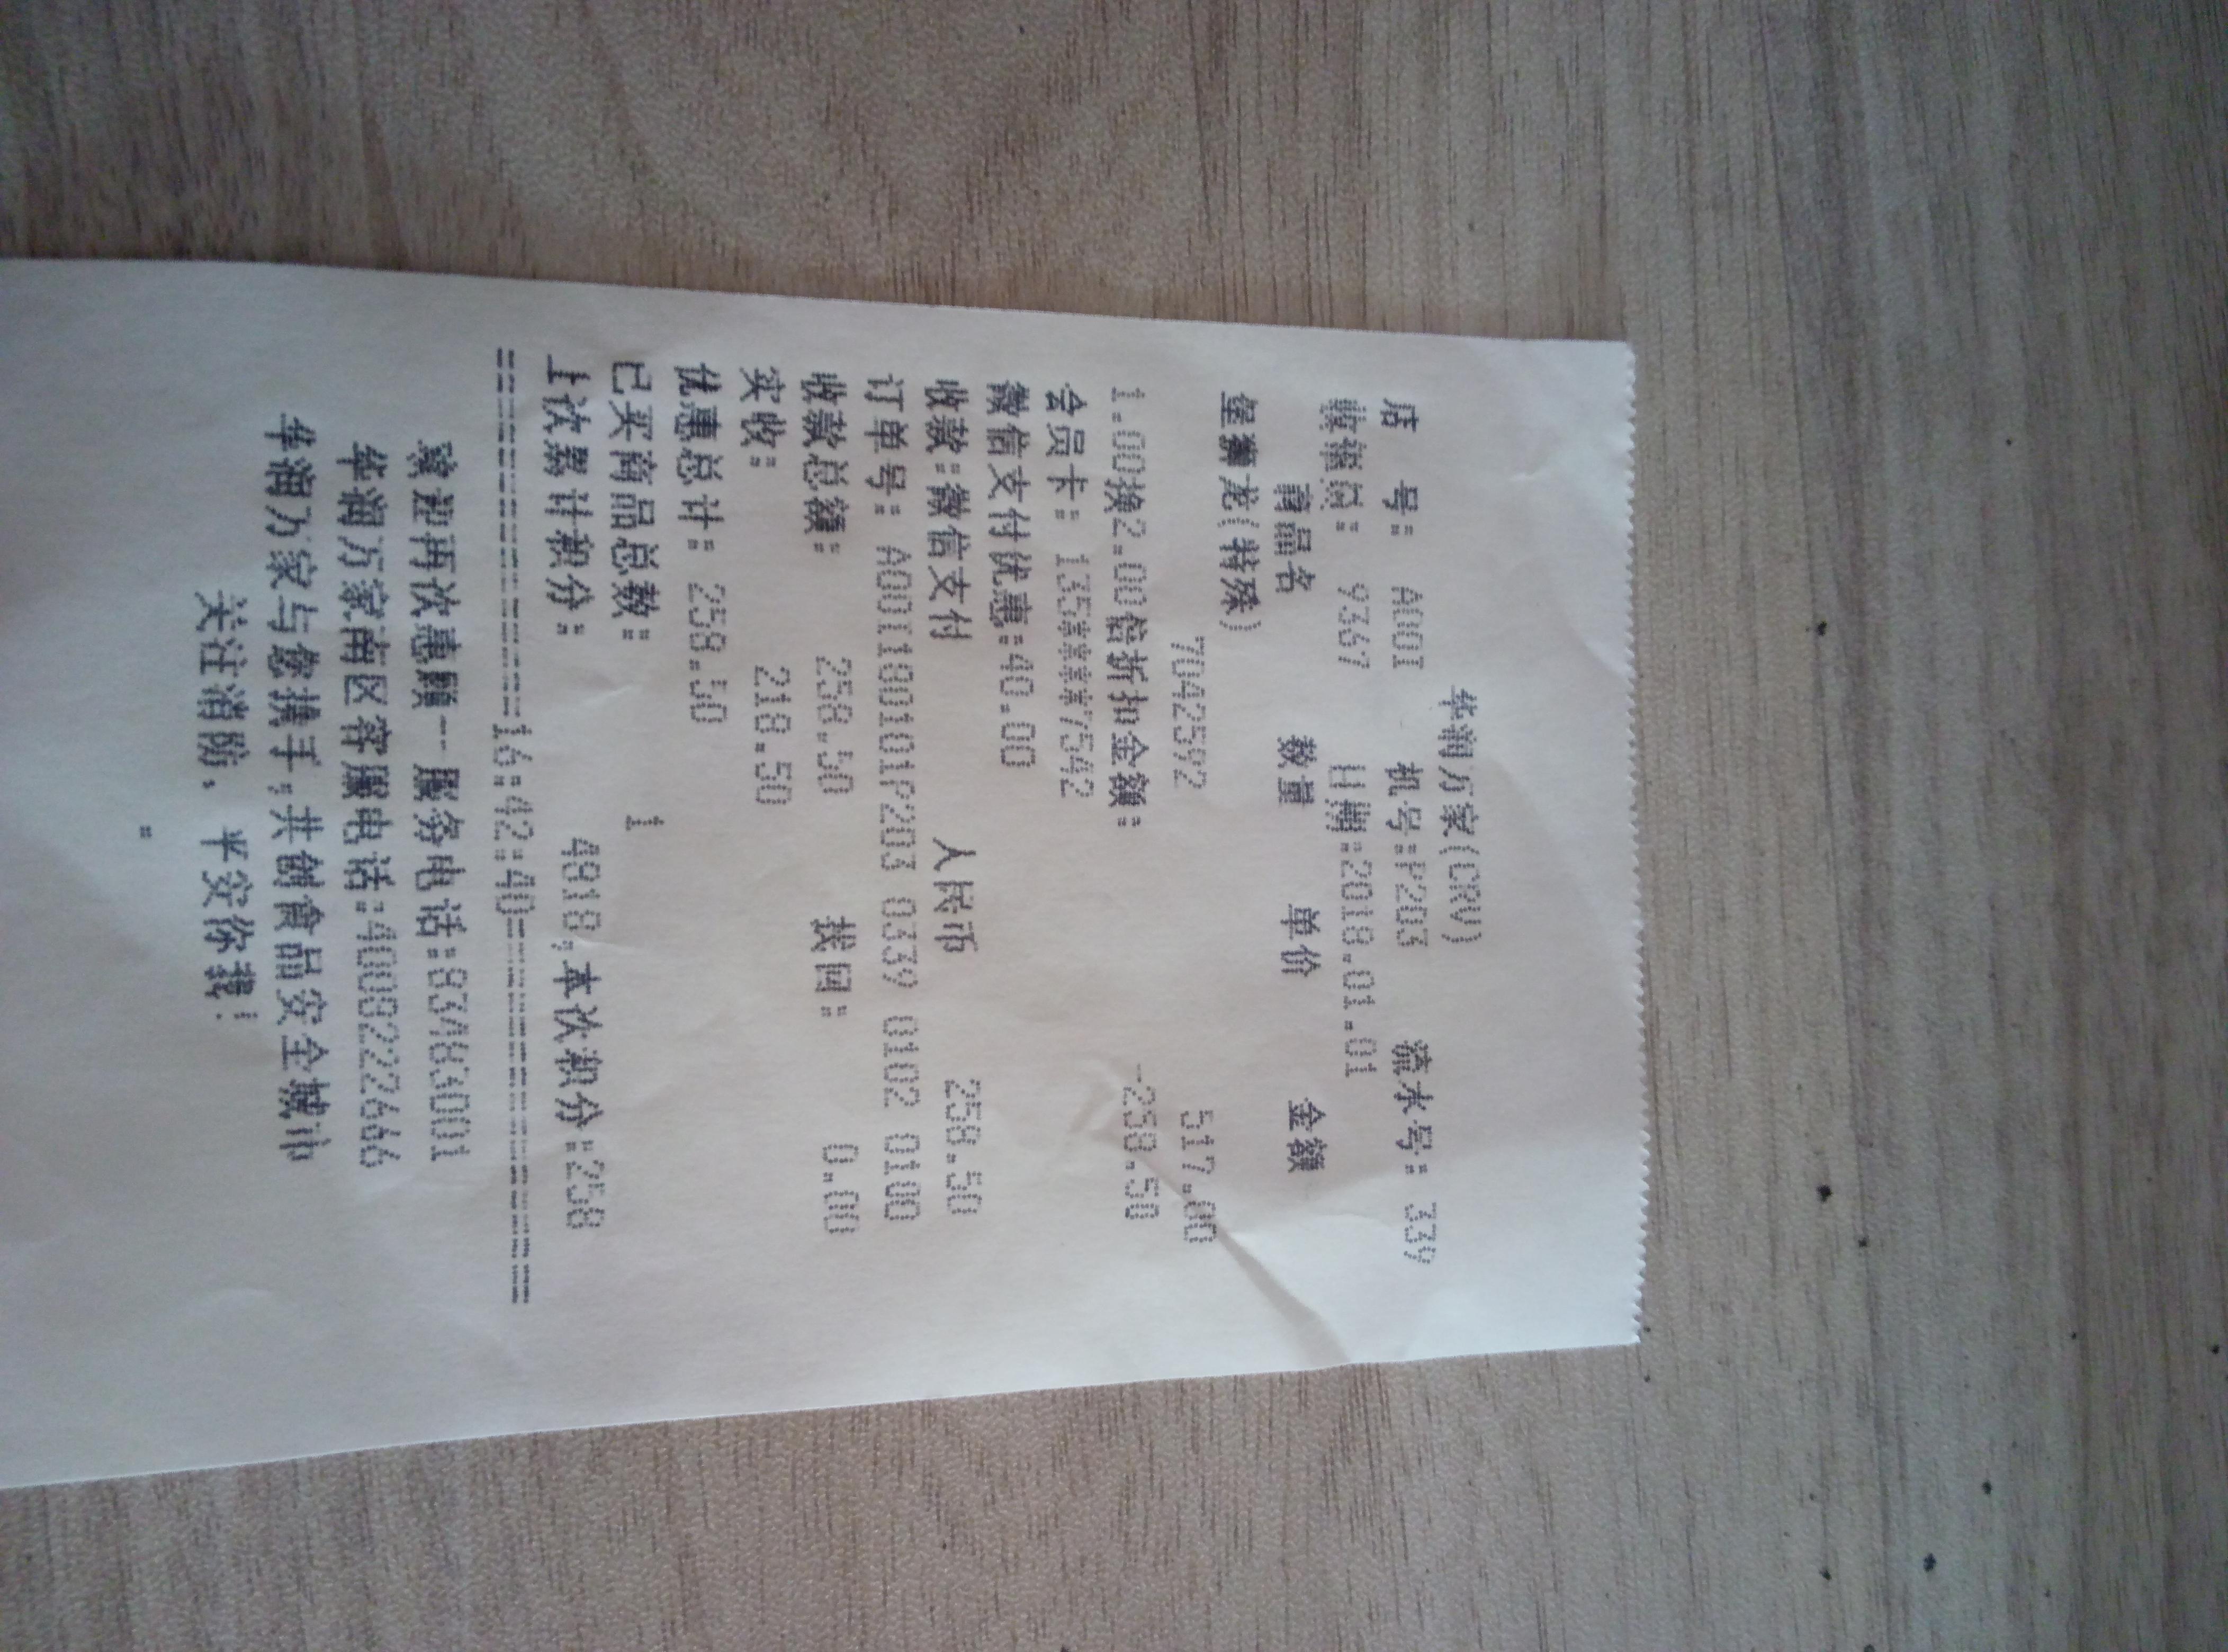 华润万家(CRV)
店 号: A00I 机号:P203 流水号: 339
收银员: 9367 日期:2018.01.01
商品名 数量 单价 金额
堡狮龙(特殊)
7042592 517.00
1.00换2.00倍折扣金额: -258.50
会员卡: 135****7542
微信支付优惠:40.00
收款:微信支付 人民币 258.50
订单号: A00I180101P203 0339 0102 0100
收款总额: 258.50 找回: 0.00
实收: 218.50
优惠总计: 258.50
已买商品总数: 1
上次累计积分: 4818,本次积分:258
================16:42:40================
欢迎再次惠顾-- 服务电话:83483001
华润万家南区客服电话:4008222666
华润万家与您携手,共创食品安全城市
关注消防, 平安你我!